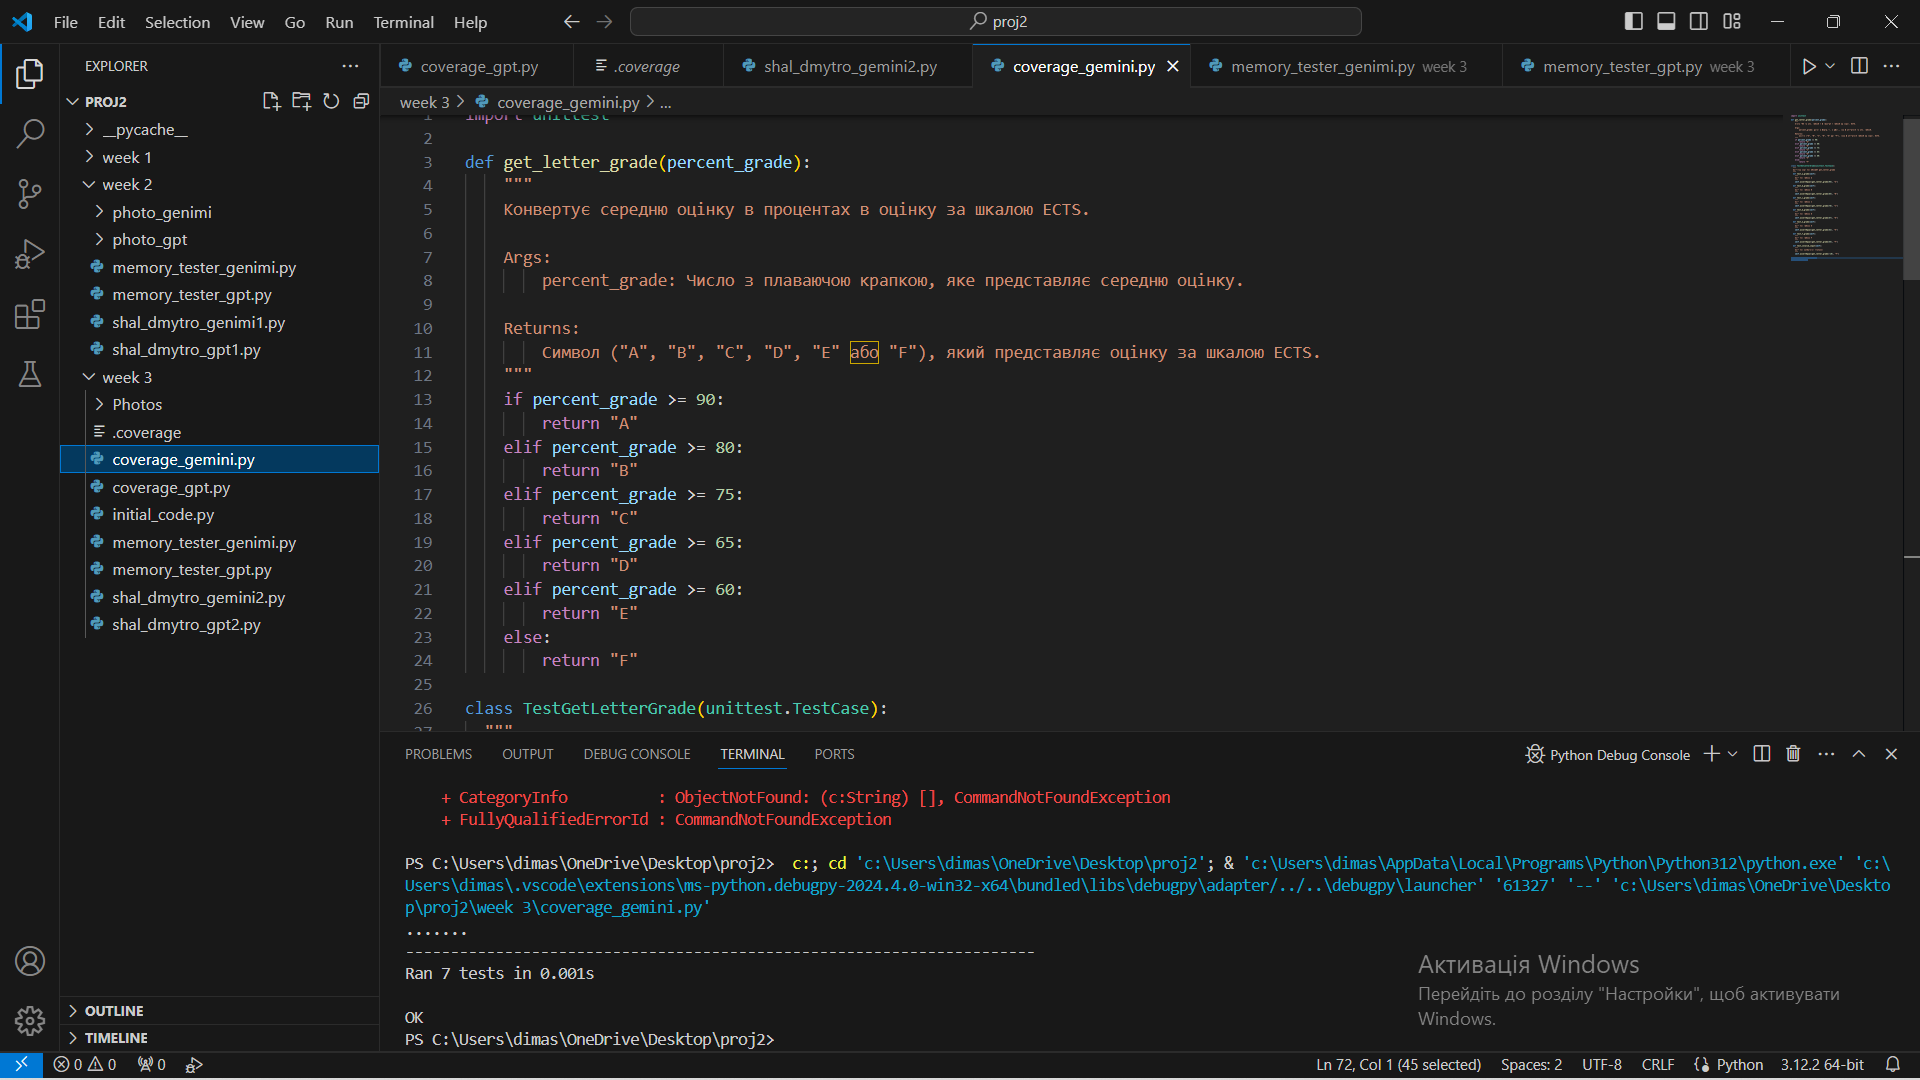 File Edit Selection View Go Run Terminal Help
proj2
EXPLORER
PROJ2
__pycache__
week 1
week 2
photo_genimi
photo_gpt
memory_tester_genimi.py
memory_tester_gpt.py
shal_dmytro_genimi1.py
shal_dmytro_gpt1.py
week 3
Photos
.coverage
coverage_gemini.py
coverage_gpt.py
initial_code.py
memory_tester_genimi.py
memory_tester_gpt.py
shal_dmytro_gemini2.py
shal_dmytro_gpt2.py
OUTLINE
TIMELINE
coverage_gpt.py .coverage shal_dmytro_gemini2.py coverage_gemini.py memory_tester_genimi.py week 3 memory_tester_gpt.py week 3
week 3 > coverage_gemini.py > ...
1 import unittest
2
3 def get_letter_grade(percent_grade):
4 """
5 Конвертує середню оцінку в процентах в оцінку за шкалою ECTS.
6
7 Args:
8 percent_grade: Число з плаваючою крапкою, яке представляє середню оцінку.
9
10 Returns:
11 Символ ("A", "B", "C", "D", "E" або "F"), який представляє оцінку за шкалою ECTS.
12 """
13 if percent_grade >= 90:
14 return "A"
15 elif percent_grade >= 80:
16 return "B"
17 elif percent_grade >= 75:
18 return "C"
19 elif percent_grade >= 65:
20 return "D"
21 elif percent_grade >= 60:
22 return "E"
23 else:
24 return "F"
25
26 class TestGetLetterGrade(unittest.TestCase):
27 """
PROBLEMS OUTPUT DEBUG CONSOLE TERMINAL PORTS
Python Debug Console
+ CategoryInfo : ObjectNotFound: (c:String) [], CommandNotFoundException
+ FullyQualifiedErrorId : CommandNotFoundException
PS C:\Users\dimas\OneDrive\Desktop\proj2> c:; cd 'c:\Users\dimas\OneDrive\Desktop\proj2'; & 'c:\Users\dimas\AppData\Local\Programs\Python\Python312\python.exe' 'c:\
Users\dimas\.vscode\extensions\ms-python.debugpy-2024.4.0-win32-x64\bundled\libs\debugpy\adapter/../..\debugpy\launcher' '61327' '--' 'c:\Users\dimas\OneDrive\Deskto
p\proj2\week 3\coverage_gemini.py'
.......
----------------------------------------------------------------------
Ran 7 tests in 0.001s
OK
PS C:\Users\dimas\OneDrive\Desktop\proj2>
Активація Windows
Перейдіть до розділу "Настройки", щоб активувати
Windows.
0 0 0 Ln 72, Col 1 (45 selected) Spaces: 2 UTF-8 CRLF Python 3.12.2 64-bit